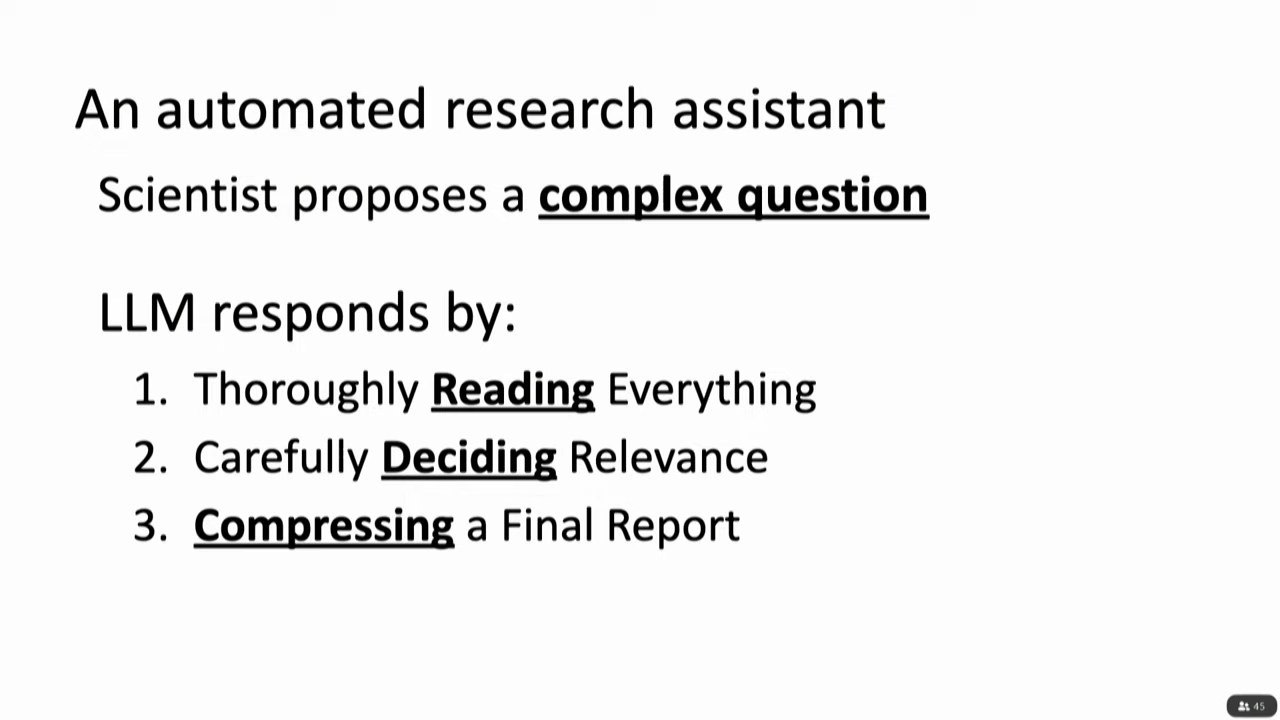 An automated research assistant
Scientist proposes a complex question
LLM responds by:
1. Thoroughly Reading Everything
2. Carefully Deciding Relevance
3. Compressing a Final Report
45